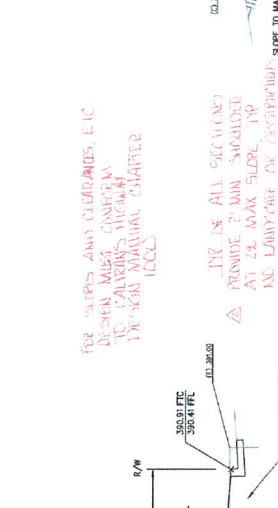 FOR SLOPES AND CLEARANCES, ETC
DESIGN MUST CONFORM
TO CALTRANS HIGHWAY
DESIGN MANUAL CHAPTER
1000
TYP OF ALL SECTIONS
PROVIDE 2' MIN SHOULDER
AT 2% MAX SLOPE, TYP
NO LANDSCAPE OR OBSTRUCTIONS
SLOPE TO MA
(E) 391.00
390.91 FTC
390.41 FFL
R/W